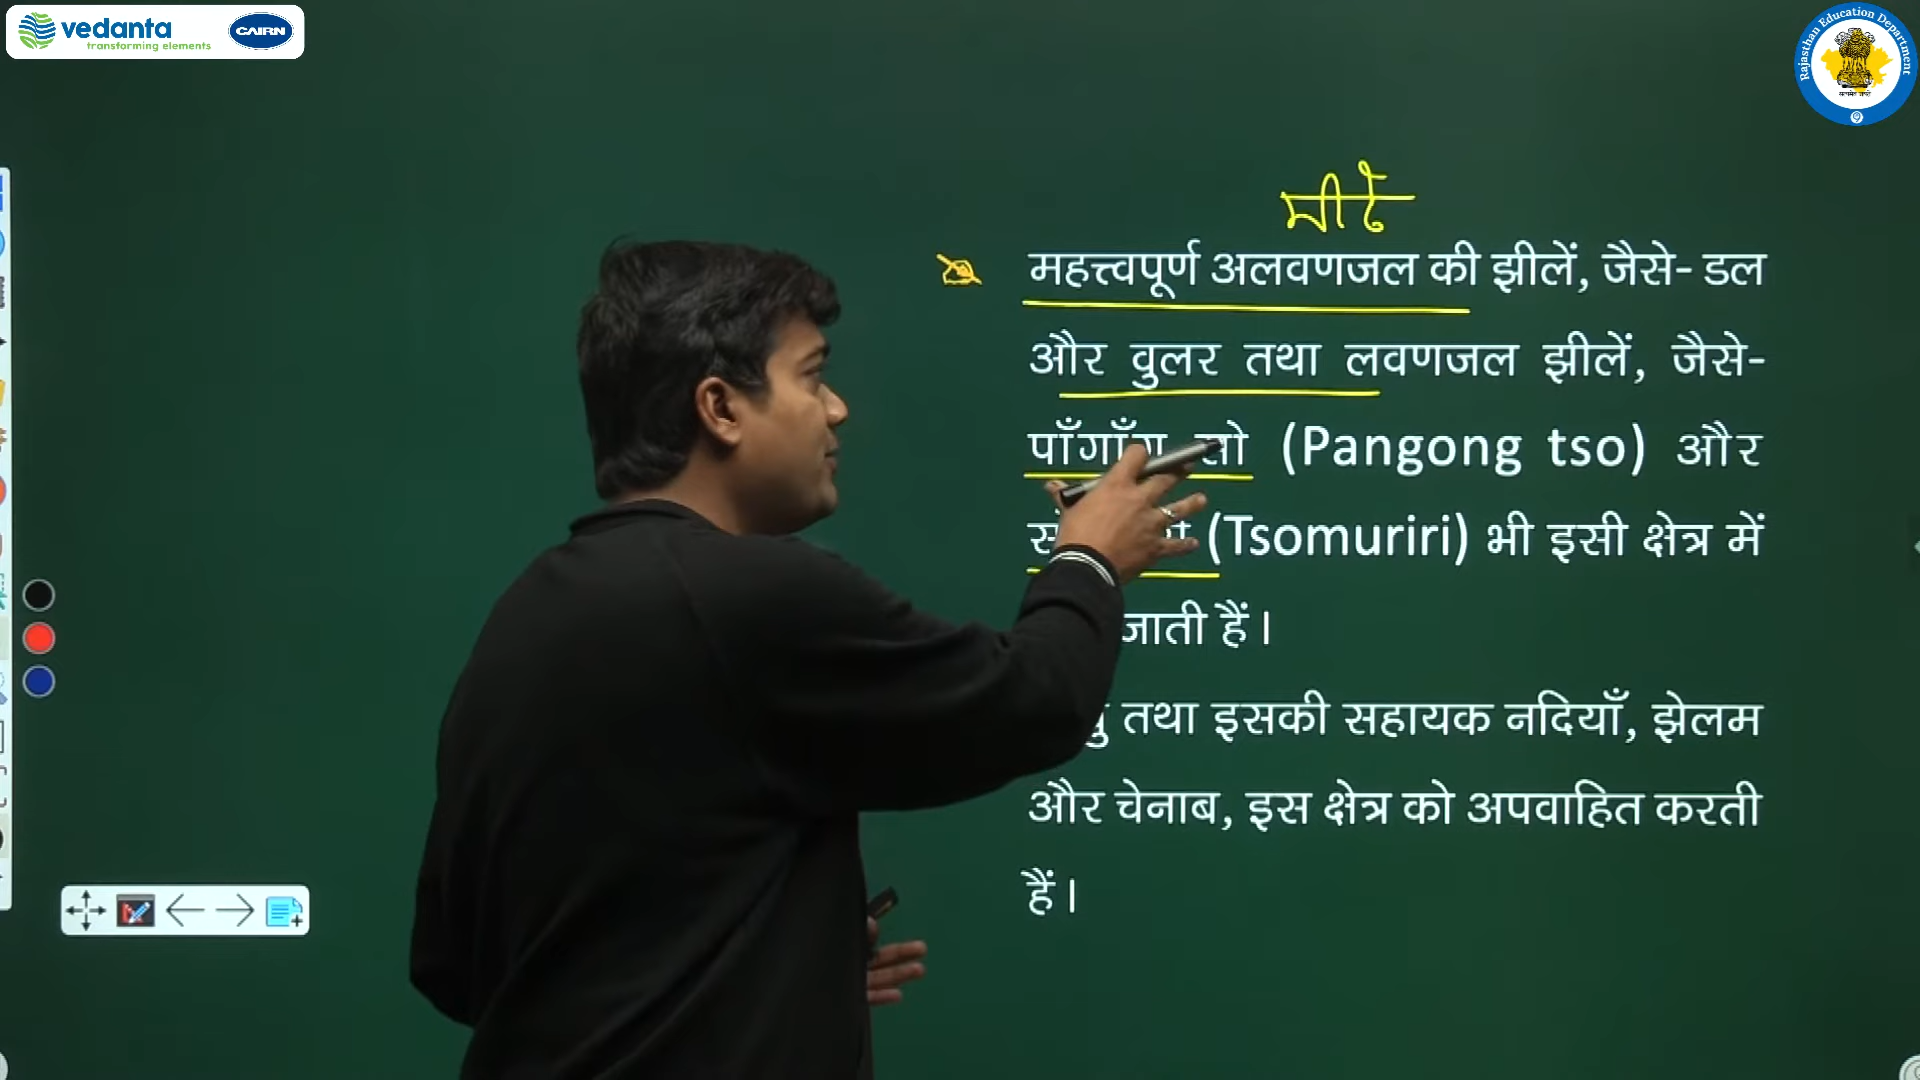 vedanta
transforming elements
CAIRN
Rajasthan Education Department
मीठे
महत्त्वपूर्ण अलवणजल की झीलें, जैसे- डल
और वुलर तथा लवणजल झीलें, जैसे-
पाँगाँग सो (Pangong tso) और
(Tsomuriri) भी इसी क्षेत्र में
जाती हैं।
तथा इसकी सहायक नदियाँ, झेलम
और चेनाब, इस क्षेत्र को अपवाहित करती
हैं।